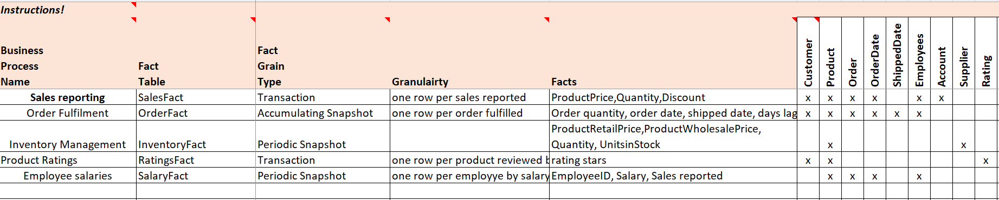 Instructions!
Business
Process
Name
Fact
Table
Fact
Grain
Type
Granulairty
Facts
Customer
Product
Order
OrderDate
ShippedDate
Employees
Account
Supplier
Rating
Sales reporting SalesFact Transaction one row per sales reported ProductPrice,Quantity,Discount x x x x x x
Order Fulfilment OrderFact Accumulating Snapshot one row per order fulfilled Order quantity, order date, shipped date, days lag x x x x x x
ProductRetailPrice,ProductWholesalePrice,
Inventory Management InventoryFact Periodic Snapshot Quantity, UnitsinStock x x
Product Ratings RatingsFact Transaction one row per product reviewed rating stars x x x
Employee salaries SalaryFact Periodic Snapshot one row per employye by salary EmployeeID, Salary, Sales reported x x x x